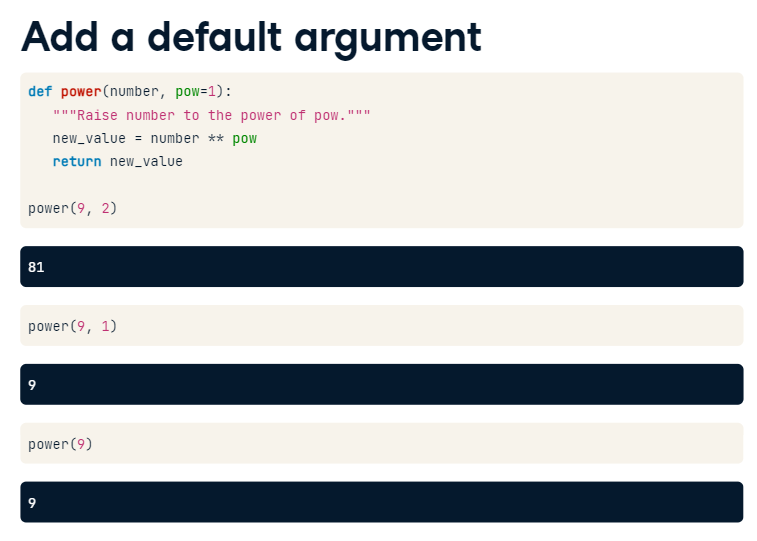 Add a default argument
def power(number, pow=1):
"""Raise number to the power of pow."""
new_value = number ** pow
return new_value
power(9, 2)
81
power(9, 1)
9
power(9)
9